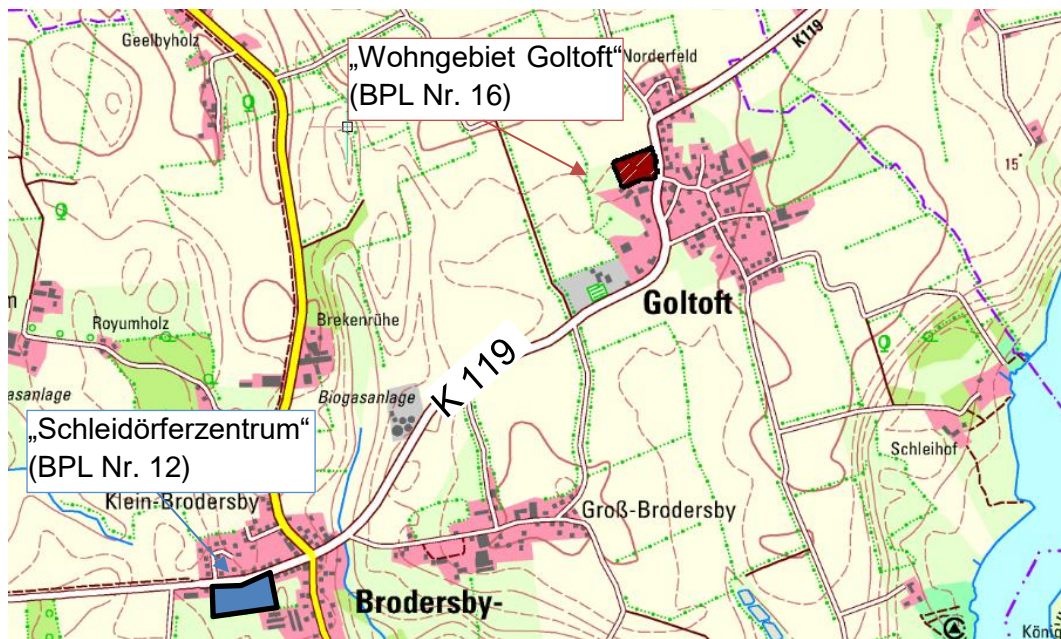 Geelbyholz
„Wohngebiet Goltoft“
(BPL Nr. 16)
Norderfeld
K119
15
Goltoft
Royumholz
Brekenrühe
K 119
Biogasanlage
asanlage
„Schleidörferzentrum“
(BPL Nr. 12)
Schleihof
Klein-Brodersby
Groß-Brodersby
Brodersby-
König